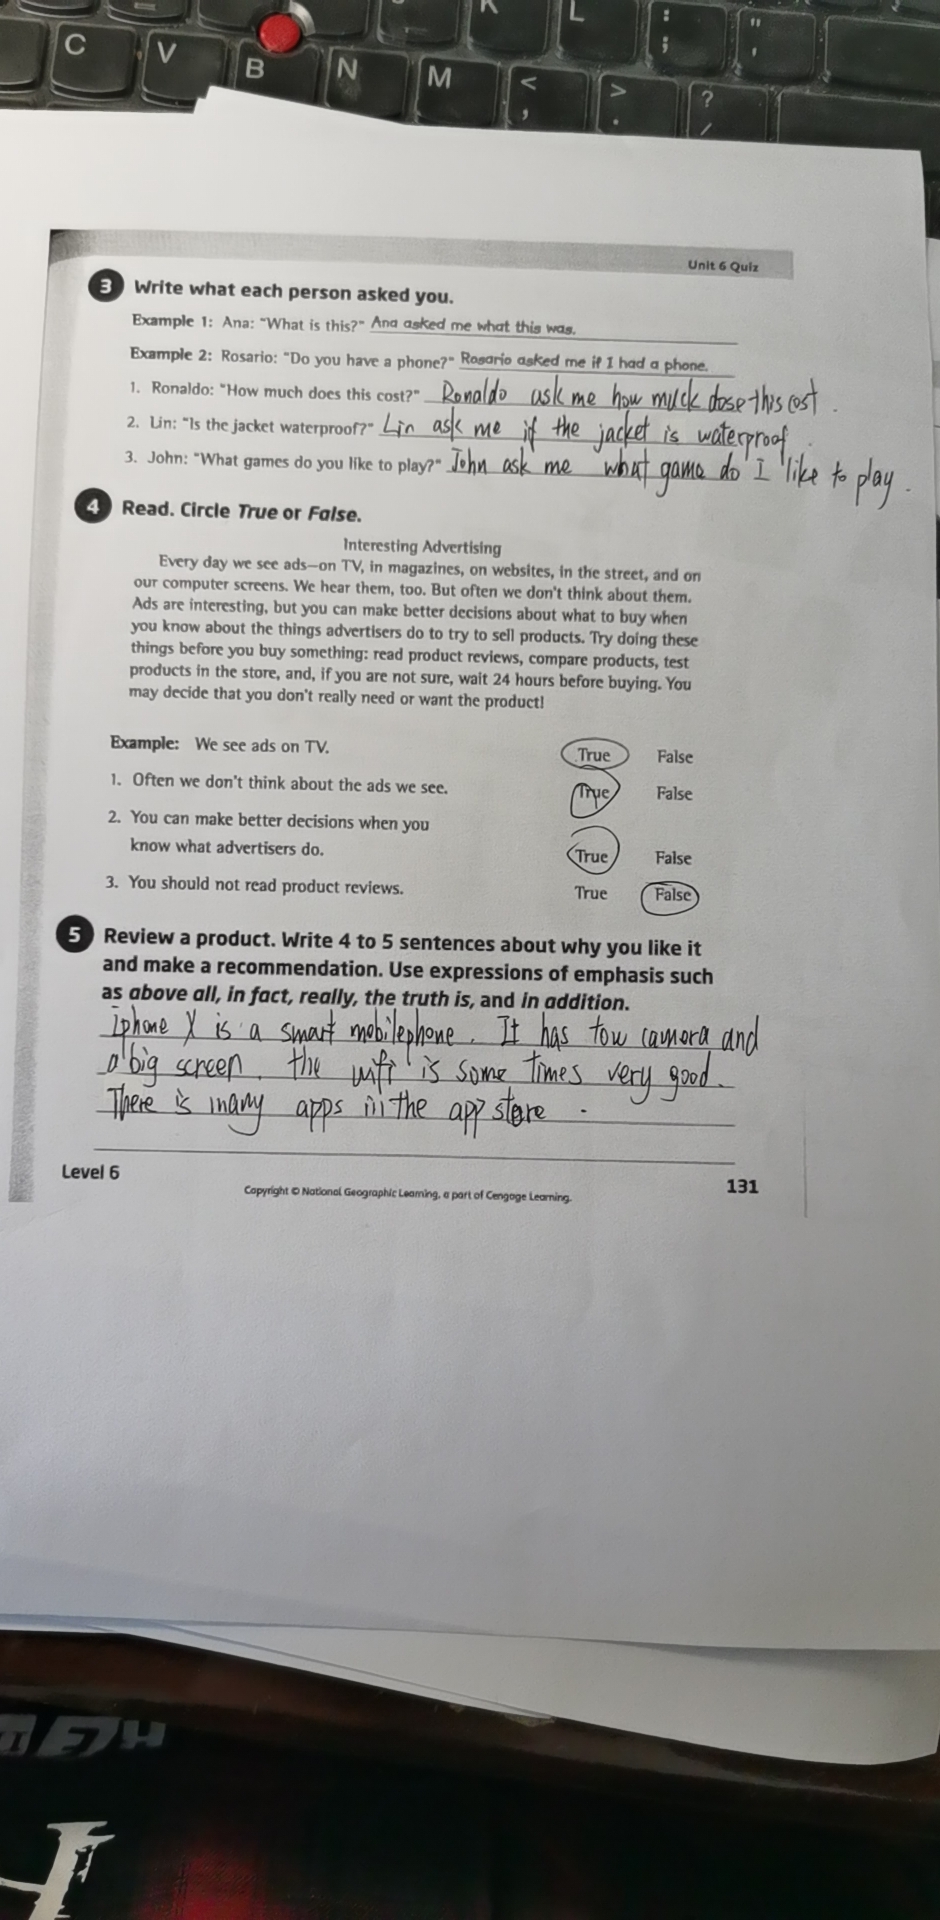 K L : ; " '
C V B N M < , > . ? /
Unit 6 Quiz
3 Write what each person asked you.
Example 1: Ana: "What is this?" Ana asked me what this was.
Example 2: Rosario: "Do you have a phone?" Rosario asked me if I had a phone.
1. Ronaldo: "How much does this cost?" Ronaldo ask me how muck dose this cost.
2. Lin: "Is the jacket waterproof?" Lin ask me if the jacket is waterproof.
3. John: "What games do you like to play?" John ask me what game do I like to play.
4 Read. Circle True or False.
Interesting Advertising
Every day we see ads—on TV, in magazines, on websites, in the street, and on
our computer screens. We hear them, too. But often we don't think about them.
Ads are interesting, but you can make better decisions about what to buy when
you know about the things advertisers do to try to sell products. Try doing these
things before you buy something: read product reviews, compare products, test
products in the store, and, if you are not sure, wait 24 hours before buying. You
may decide that you don't really need or want the product!
Example: We see ads on TV. True False
1. Often we don't think about the ads we see. True False
2. You can make better decisions when you
know what advertisers do. True False
3. You should not read product reviews. True False
5 Review a product. Write 4 to 5 sentences about why you like it
and make a recommendation. Use expressions of emphasis such
as above all, in fact, really, the truth is, and in addition.
Iphone X is a smart mobilephone. It has tow camera and
a big screen. the wifi is some times very good.
There is many apps in the app store.
Level 6
Copyright © National Geographic Learning, a part of Cengage Learning.
131